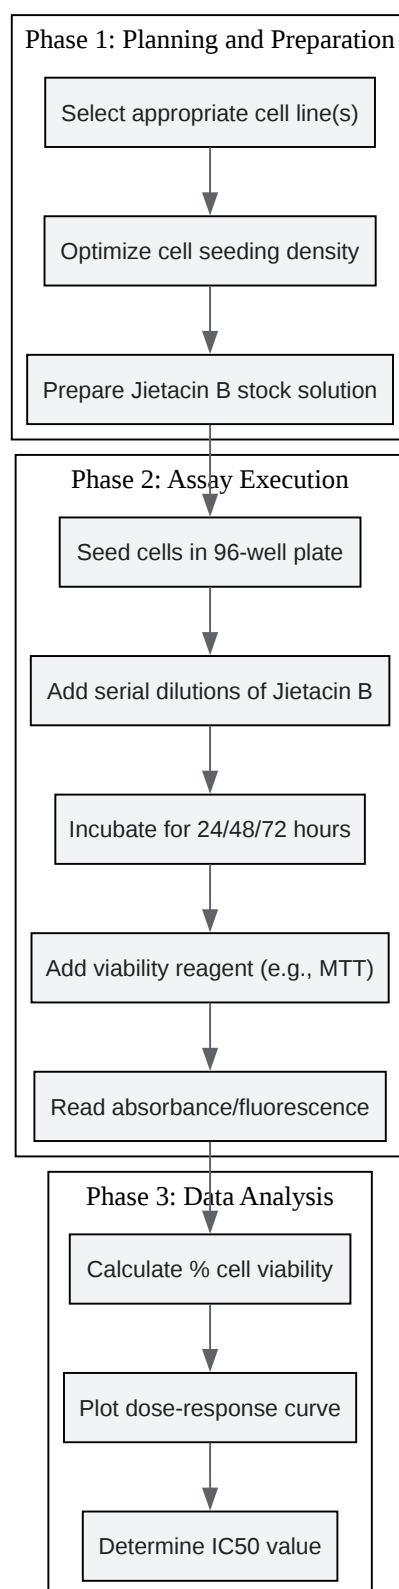 Phase 1: Planning and Preparation
Select appropriate cell line(s)
Optimize cell seeding density
Prepare Jietacin B stock solution
Phase 2: Assay Execution
Seed cells in 96-well plate
Add serial dilutions of Jietacin B
Incubate for 24/48/72 hours
Add viability reagent (e.g., MTT)
Read absorbance/fluorescence
Phase 3: Data Analysis
Calculate % cell viability
Plot dose-response curve
Determine IC50 value